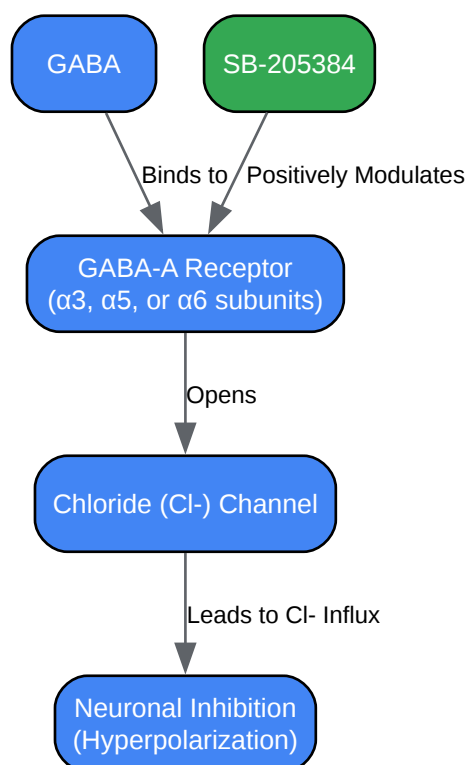 GABA
SB-205384
Binds to
Positively Modulates
GABA-A Receptor
(α3, α5, or α6 subunits)
Opens
Chloride (Cl-) Channel
Leads to Cl- Influx
Neuronal Inhibition
(Hyperpolarization)